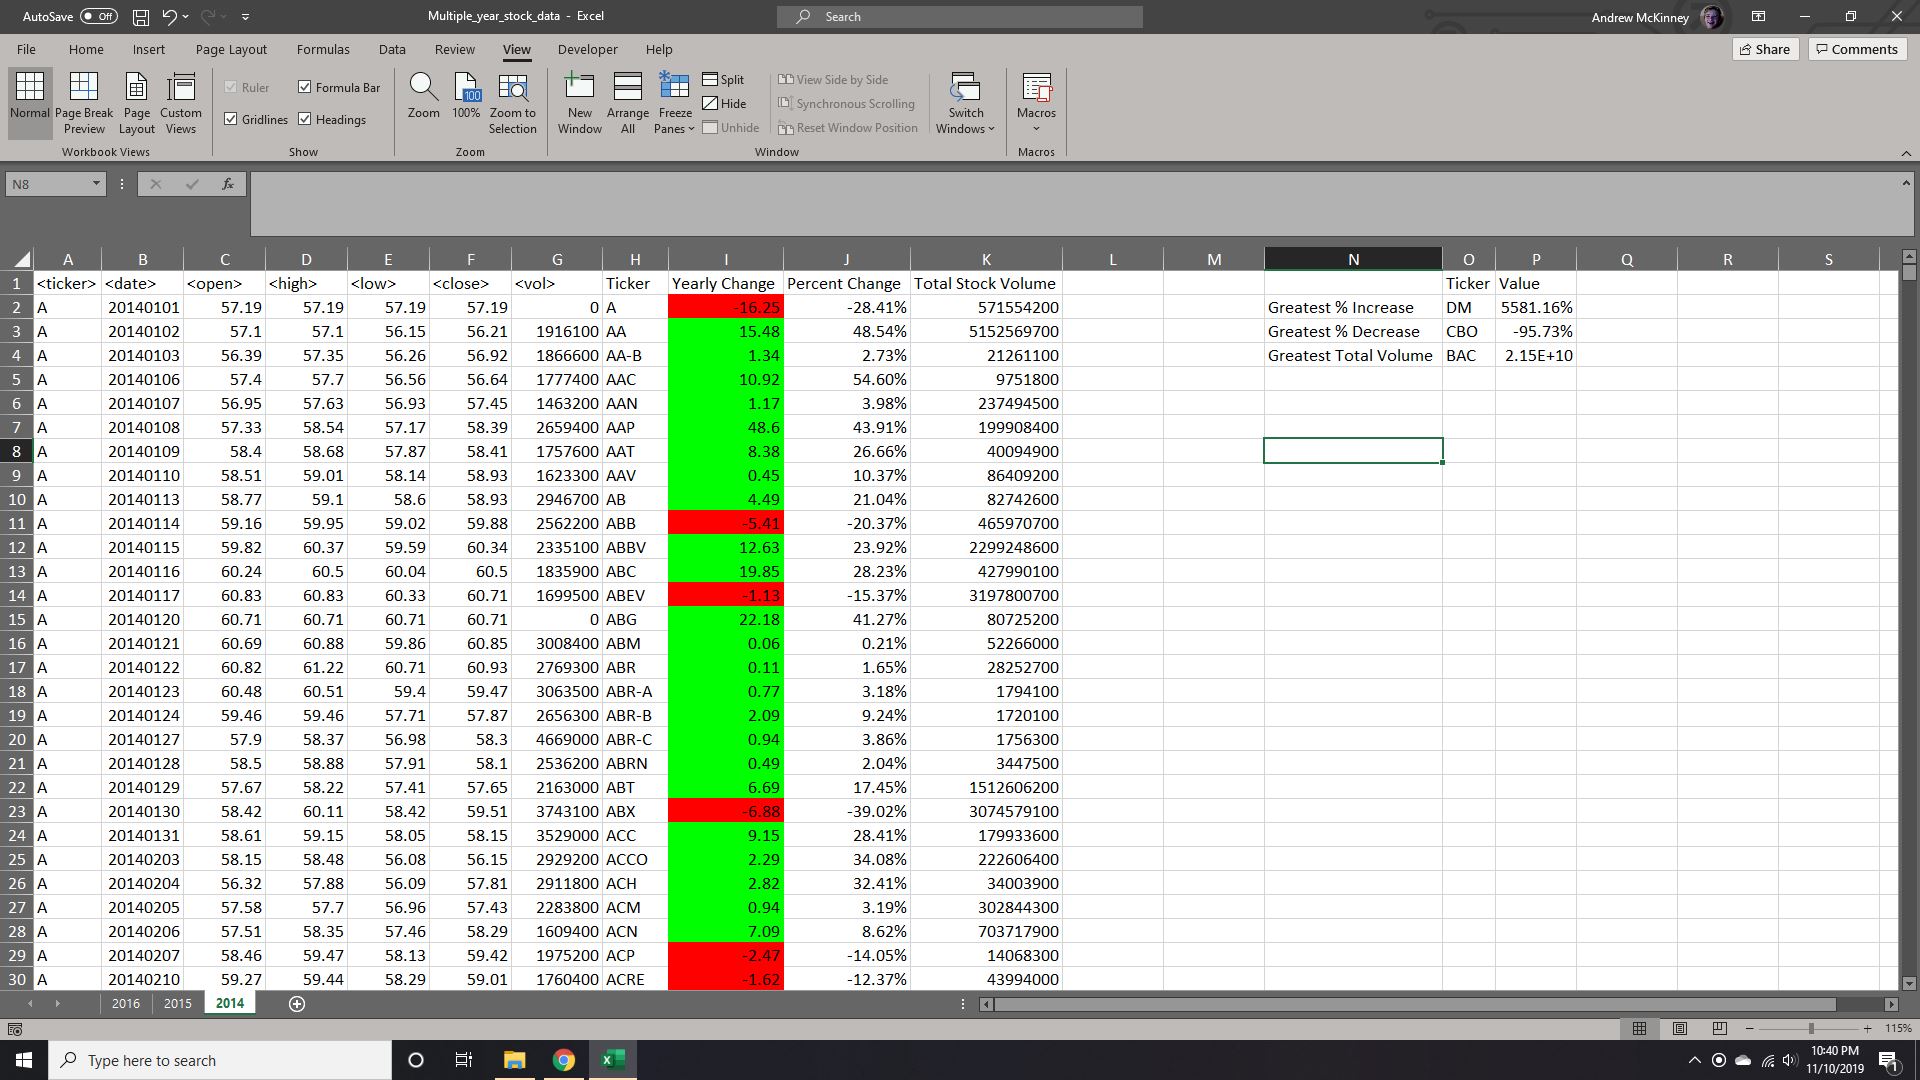 AutoSave Off Multiple_year_stock_data - Excel Search Andrew McKinney
File Home Insert Page Layout Formulas Data Review View Developer Help Share Comments
Normal Page Break Preview Page Layout Custom Views
Workbook Views
Ruler Formula Bar
Gridlines Headings
Show
Zoom 100 100% Zoom to Selection
Zoom
New Window Arrange All Freeze Panes
Split
Hide
Unhide
View Side by Side
Synchronous Scrolling
Reset Window Position
Switch Windows
Window
Macros
Macros
N8 fx
A B C D E F G H I J K L M N O P Q R S
1 <ticker> <date> <open> <high> <low> <close> <vol> Ticker Yearly Change Percent Change Total Stock Volume Ticker Value
2 A 20140101 57.19 57.19 57.19 57.19 0 A -16.25 -28.41% 571554200 Greatest % Increase DM 5581.16%
3 A 20140102 57.1 57.1 56.15 56.21 1916100 AA 15.48 48.54% 5152569700 Greatest % Decrease CBO -95.73%
4 A 20140103 56.39 57.35 56.26 56.92 1866600 AA-B 1.34 2.73% 21261100 Greatest Total Volume BAC 2.15E+10
5 A 20140106 57.4 57.7 56.56 56.64 1777400 AAC 10.92 54.60% 9751800
6 A 20140107 56.95 57.63 56.93 57.45 1463200 AAN 1.17 3.98% 237494500
7 A 20140108 57.33 58.54 57.17 58.39 2659400 AAP 48.6 43.91% 199908400
8 A 20140109 58.4 58.68 57.87 58.41 1757600 AAT 8.38 26.66% 40094900
9 A 20140110 58.51 59.01 58.14 58.93 1623300 AAV 0.45 10.37% 86409200
10 A 20140113 58.77 59.1 58.6 58.93 2946700 AB 4.49 21.04% 82742600
11 A 20140114 59.16 59.95 59.02 59.88 2562200 ABB -5.41 -20.37% 465970700
12 A 20140115 59.82 60.37 59.59 60.34 2335100 ABBV 12.63 23.92% 2299248600
13 A 20140116 60.24 60.5 60.04 60.5 1835900 ABC 19.85 28.23% 427990100
14 A 20140117 60.83 60.83 60.33 60.71 1699500 ABEV -1.13 -15.37% 3197800700
15 A 20140120 60.71 60.71 60.71 60.71 0 ABG 22.18 41.27% 80725200
16 A 20140121 60.69 60.88 59.86 60.85 3008400 ABM 0.06 0.21% 52266000
17 A 20140122 60.82 61.22 60.71 60.93 2769300 ABR 0.11 1.65% 28252700
18 A 20140123 60.48 60.51 59.4 59.47 3063500 ABR-A 0.77 3.18% 1794100
19 A 20140124 59.46 59.46 57.71 57.87 2656300 ABR-B 2.09 9.24% 1720100
20 A 20140127 57.9 58.37 56.98 58.3 4669000 ABR-C 0.94 3.86% 1756300
21 A 20140128 58.5 58.88 57.91 58.1 2536200 ABRN 0.49 2.04% 3447500
22 A 20140129 57.67 58.22 57.41 57.65 2163000 ABT 6.69 17.45% 1512606200
23 A 20140130 58.42 60.11 58.42 59.51 3743100 ABX -6.88 -39.02% 3074579100
24 A 20140131 58.61 59.15 58.05 58.15 3529000 ACC 9.15 28.41% 179933600
25 A 20140203 58.15 58.48 56.08 56.15 2929200 ACCO 2.29 34.08% 222606400
26 A 20140204 56.32 57.88 56.09 57.81 2911800 ACH 2.82 32.41% 34003900
27 A 20140205 57.58 57.7 56.96 57.43 2283800 ACM 0.94 3.19% 302844300
28 A 20140206 57.51 58.35 57.46 58.29 1609400 ACN 7.09 8.62% 703717900
29 A 20140207 58.46 59.47 58.13 59.42 1975200 ACP -2.47 -14.05% 14068300
30 A 20140210 59.27 59.44 58.29 59.01 1760400 ACRE -1.62 -12.37% 43994000
2016 2015 2014
115%
Type here to search
10:40 PM
11/10/2019
1